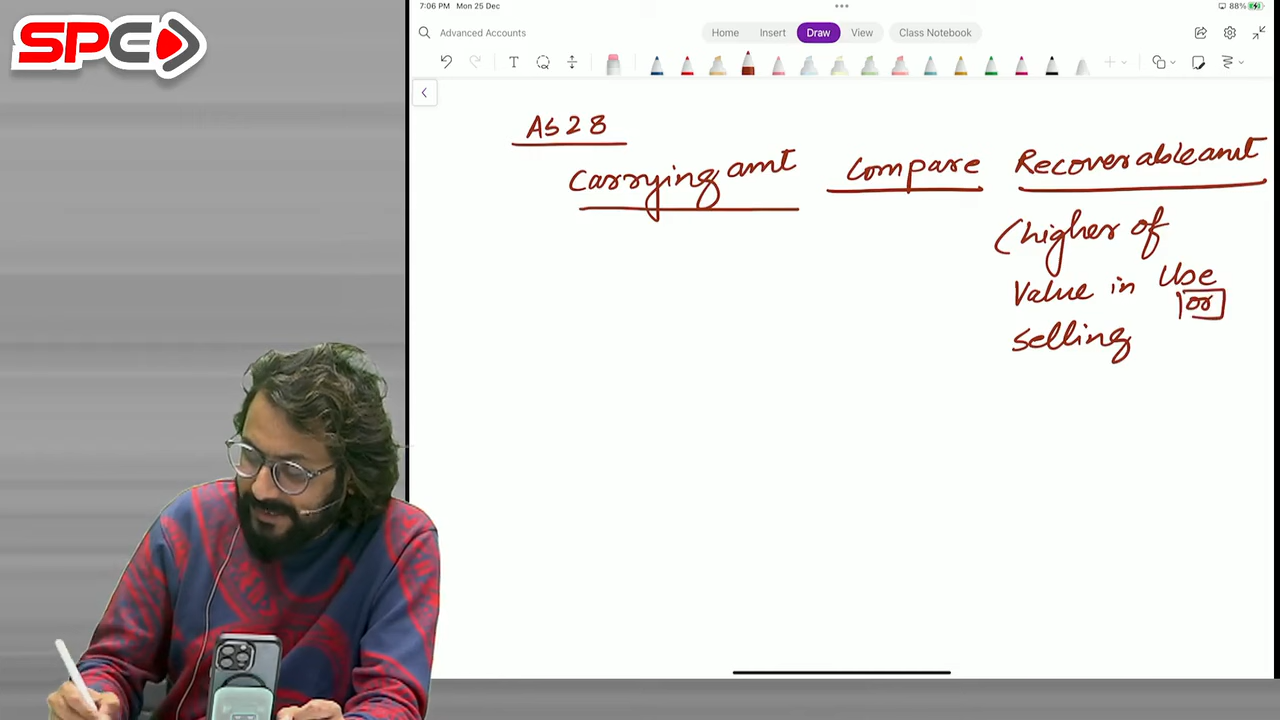 SPC
7:06 PM Mon 25 Dec
88%
Advanced Accounts
Home Insert Draw View Class Notebook
T
AS 28
Carrying amt Compare Recoverable amt
(higher of
Value in Use
or
selling